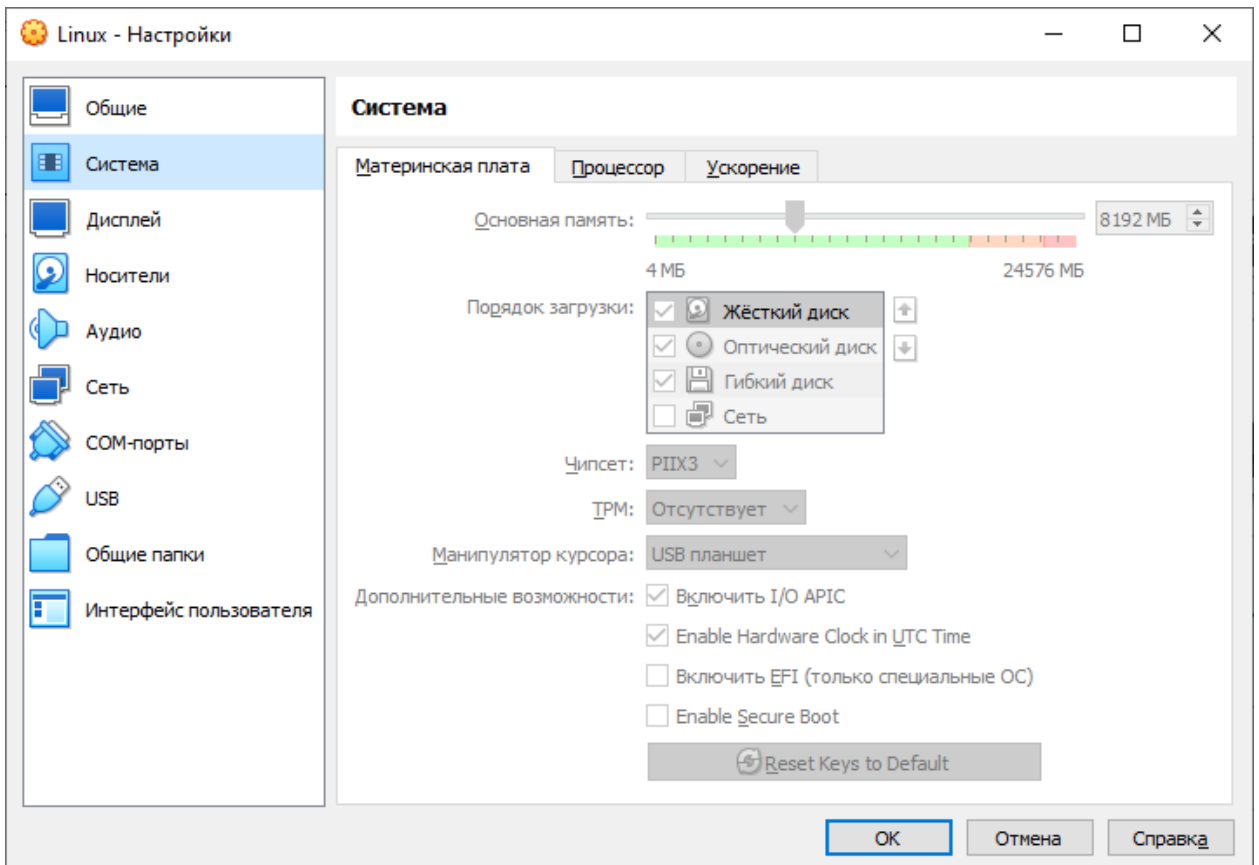 Linux - Настройки
Общие
Система
Дисплей
Носители
Аудио
Сеть
COM-порты
USB
Общие папки
Интерфейс пользователя
Система
Материнская плата Процессор Ускорение
Основная память: 8192 МБ
4 МБ 24576 МБ
Порядок загрузки: Жёсткий диск
Оптический диск
Гибкий диск
Сеть
Чипсет: PIIX3
TPM: Отсутствует
Манипулятор курсора: USB планшет
Дополнительные возможности: Включить I/O APIC
Enable Hardware Clock in UTC Time
Включить EFI (только специальные ОС)
Enable Secure Boot
Reset Keys to Default
OK Отмена Справка